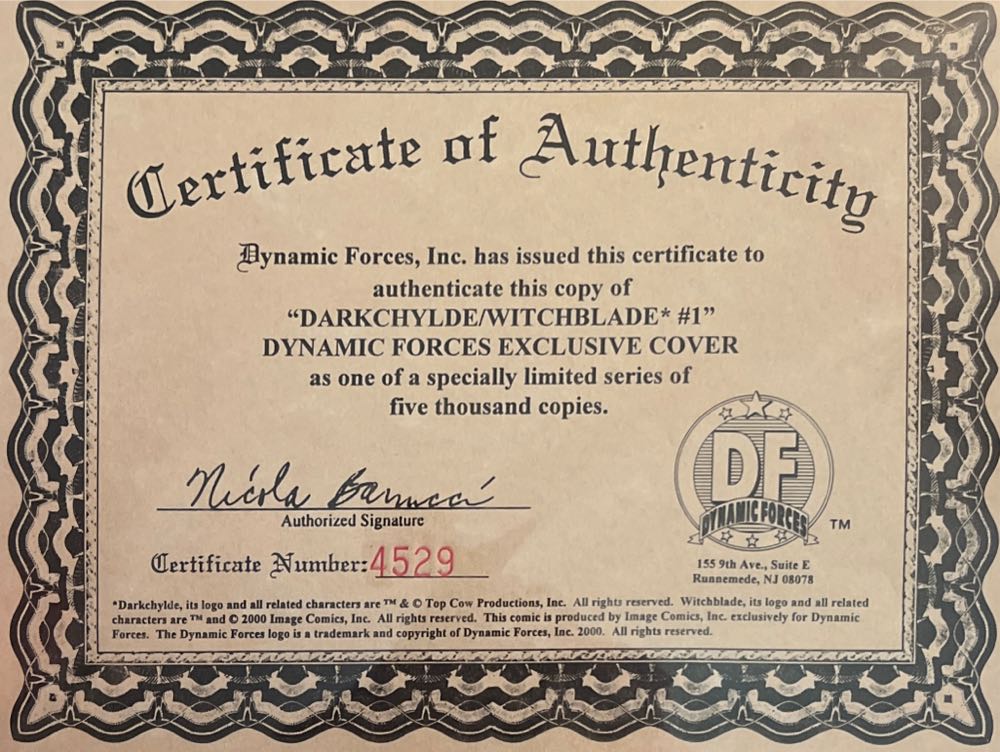 Certificate of Authenticity
Dynamic Forces, Inc. has issued this certificate to
authenticate this copy of
“DARKCHYLDE/WITCHBLADE* #1”
DYNAMIC FORCES EXCLUSIVE COVER
as one of a specially limited series of
five thousand copies.
Nicola Barrucci
Authorized Signature
Certificate Number: 4529
DF
DYNAMIC FORCES
TM
155 9th Ave., Suite E
Runnemede, NJ 08078
*Darkchylde, its logo and all related characters are ™ & © Top Cow Productions, Inc. All rights reserved. Witchblade, its logo and all related
characters are ™ and © 2000 Image Comics, Inc. All rights reserved. This comic is produced by Image Comics, Inc. exclusively for Dynamic
Forces. The Dynamic Forces logo is a trademark and copyright of Dynamic Forces, Inc. 2000. All rights reserved.